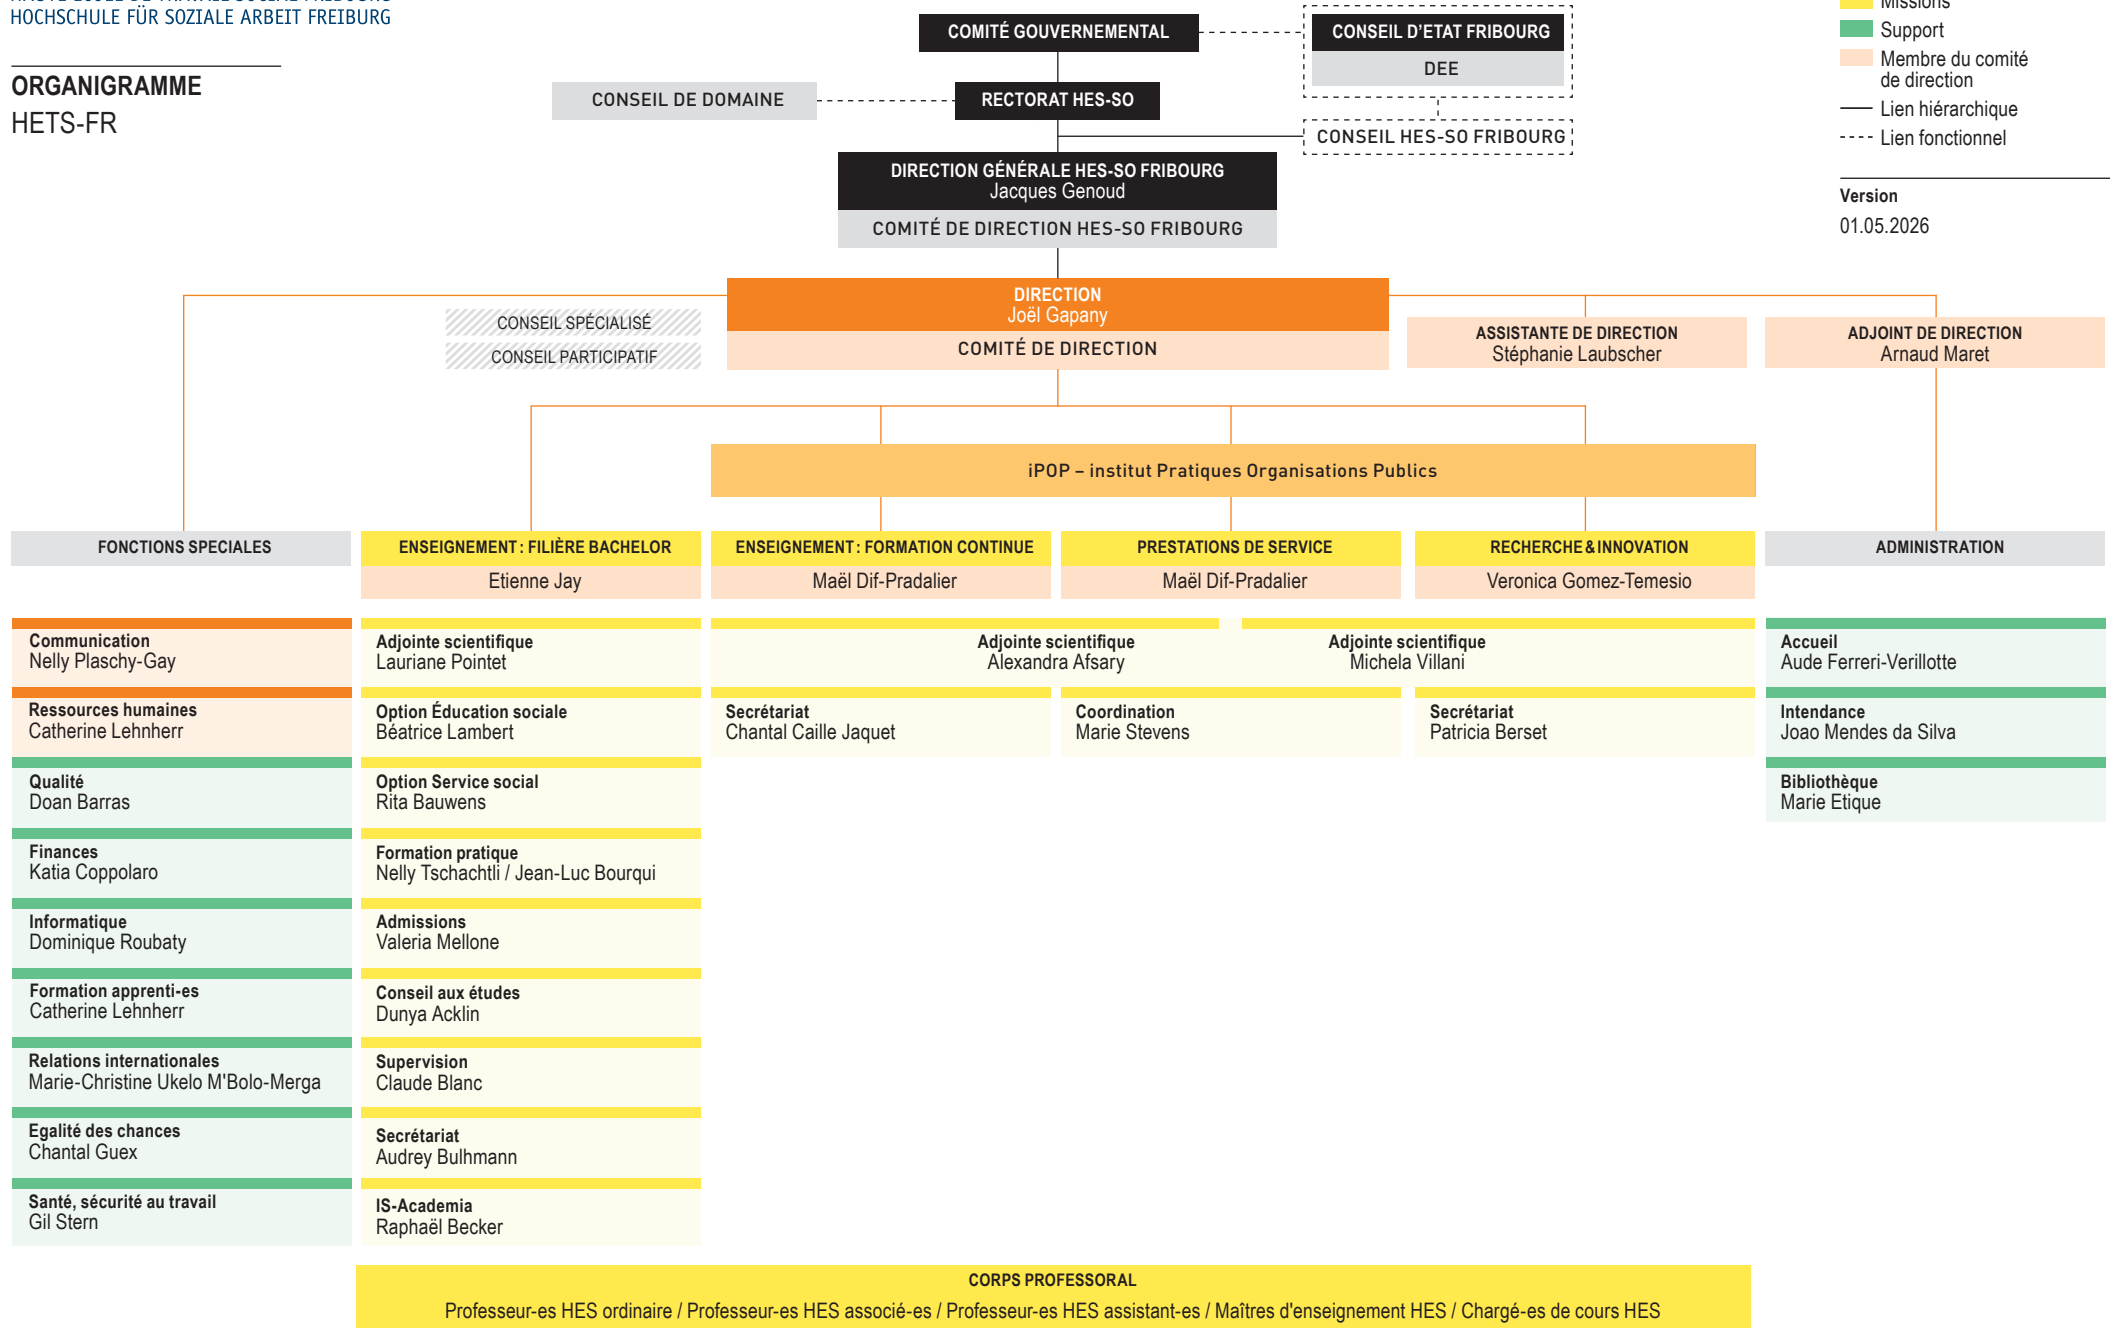 HOCHSCHULE FÜR SOZIALE ARBEIT FREIBURG
ORGANIGRAMME
HETS-FR
COMITÉ GOUVERNEMENTAL
CONSEIL D'ETAT FRIBOURG
DEE
CONSEIL DE DOMAINE
RECTORAT HES-SO
CONSEIL HES-SO FRIBOURG
DIRECTION GÉNÉRALE HES-SO FRIBOURG
Jacques Genoud
COMITÉ DE DIRECTION HES-SO FRIBOURG
Missions
Support
Membre du comité
de direction
Lien hiérarchique
Lien fonctionnel
Version
01.05.2026
DIRECTION
Joël Gapany
COMITÉ DE DIRECTION
CONSEIL SPÉCIALISÉ
CONSEIL PARTICIPATIF
ASSISTANTE DE DIRECTION
Stéphanie Laubscher
ADJOINT DE DIRECTION
Arnaud Maret
iPOP – institut Pratiques Organisations Publics
FONCTIONS SPECIALES
Communication
Nelly Plaschy-Gay
Ressources humaines
Catherine Lehnherr
Qualité
Doan Barras
Finances
Katia Coppolaro
Informatique
Dominique Roubaty
Formation apprenti-es
Catherine Lehnherr
Relations internationales
Marie-Christine Ukelo M'Bolo-Merga
Egalité des chances
Chantal Guex
Santé, sécurité au travail
Gil Stern
ENSEIGNEMENT : FILIÈRE BACHELOR
Etienne Jay
Adjointe scientifique
Lauriane Pointet
Option Éducation sociale
Béatrice Lambert
Option Service social
Rita Bauwens
Formation pratique
Nelly Tschachtli / Jean-Luc Bourqui
Admissions
Valeria Mellone
Conseil aux études
Dunya Acklin
Supervision
Claude Blanc
Secrétariat
Audrey Bulhmann
IS-Academia
Raphaël Becker
ENSEIGNEMENT : FORMATION CONTINUE
Maël Dif-Pradalier
PRESTATIONS DE SERVICE
Maël Dif-Pradalier
RECHERCHE & INNOVATION
Veronica Gomez-Temesio
Adjointe scientifique
Alexandra Afsary
Adjointe scientifique
Michela Villani
Secrétariat
Chantal Caille Jaquet
Coordination
Marie Stevens
Secrétariat
Patricia Berset
ADMINISTRATION
Accueil
Aude Ferreri-Verillotte
Intendance
Joao Mendes da Silva
Bibliothèque
Marie Etique
CORPS PROFESSORAL
Professeur-es HES ordinaire / Professeur-es HES associé-es / Professeur-es HES assistant-es / Maîtres d'enseignement HES / Chargé-es de cours HES